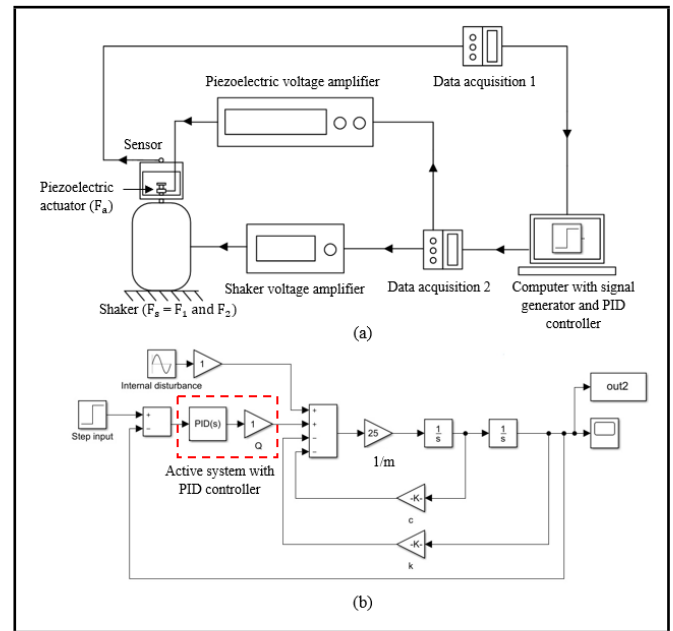 Data acquisition 1
Piezoelectric voltage amplifier
Sensor
Piezoelectric
actuator (Fₐ)
Shaker voltage amplifier
Data acquisition 2
Computer with signal
generator and PID
controller
Shaker (Fₛ = F₁ and F₂)
(a)
1
Internal disturbance
out2
Step input
+
−
PID(s)
1
Q
+
+
−
−
25
1/m
1
s
1
s
Active system with
PID controller
-K-
c
-K-
k
(b)